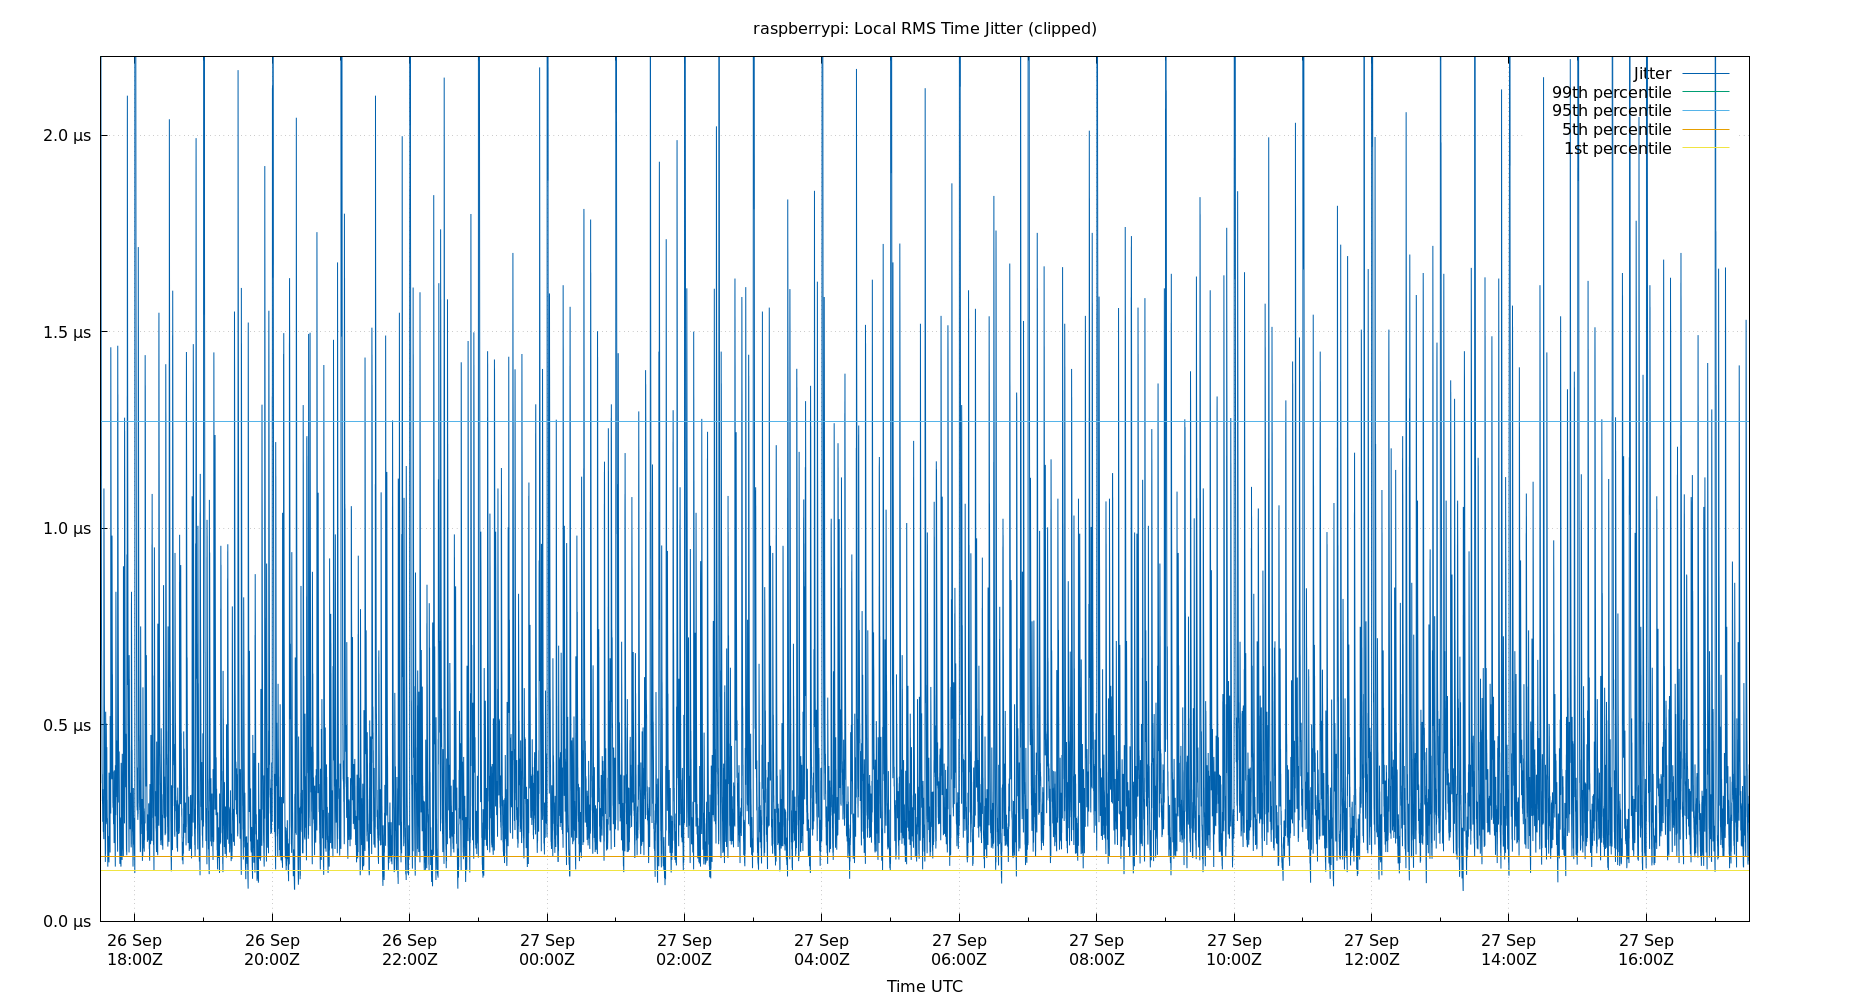 raspberrypi: Local RMS Time Jitter (clipped)
Jitter
99th percentile
95th percentile
5th percentile
1st percentile
2.0 µs
1.5 µs
1.0 µs
0.5 µs
0.0 µs
26 Sep 26 Sep 26 Sep 27 Sep 27 Sep 27 Sep 27 Sep 27 Sep 27 Sep 27 Sep 27 Sep 27 Sep
18:00Z 20:00Z 22:00Z 00:00Z 02:00Z 04:00Z 06:00Z 08:00Z 10:00Z 12:00Z 14:00Z 16:00Z
Time UTC